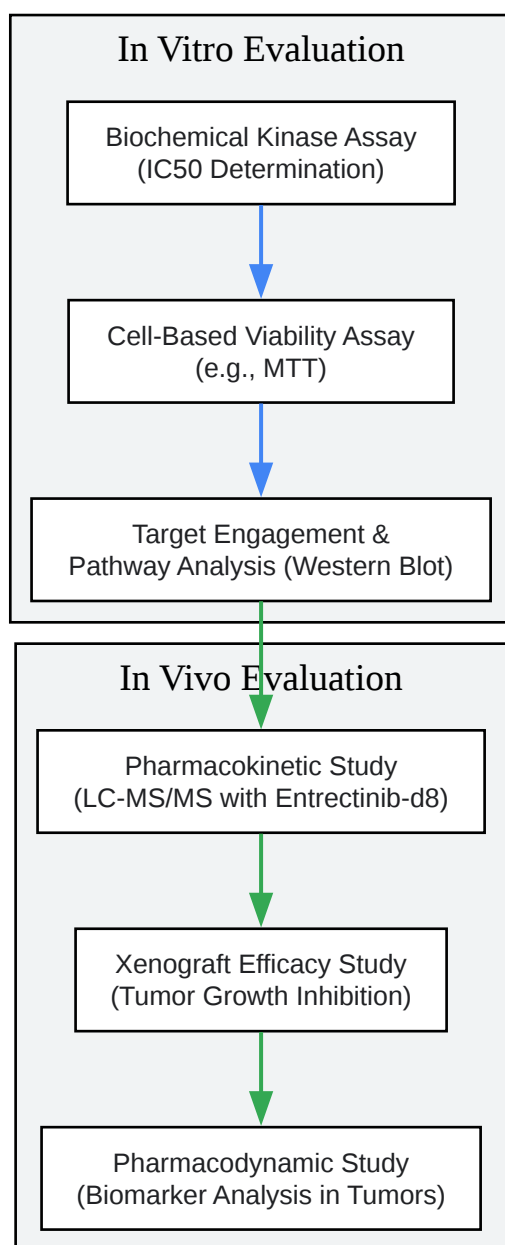 In Vitro Evaluation
Biochemical Kinase Assay
(IC50 Determination)
Cell-Based Viability Assay
(e.g., MTT)
Target Engagement &
Pathway Analysis (Western Blot)
In Vivo Evaluation
Pharmacokinetic Study
(LC-MS/MS with Entrectinib-d8)
Xenograft Efficacy Study
(Tumor Growth Inhibition)
Pharmacodynamic Study
(Biomarker Analysis in Tumors)